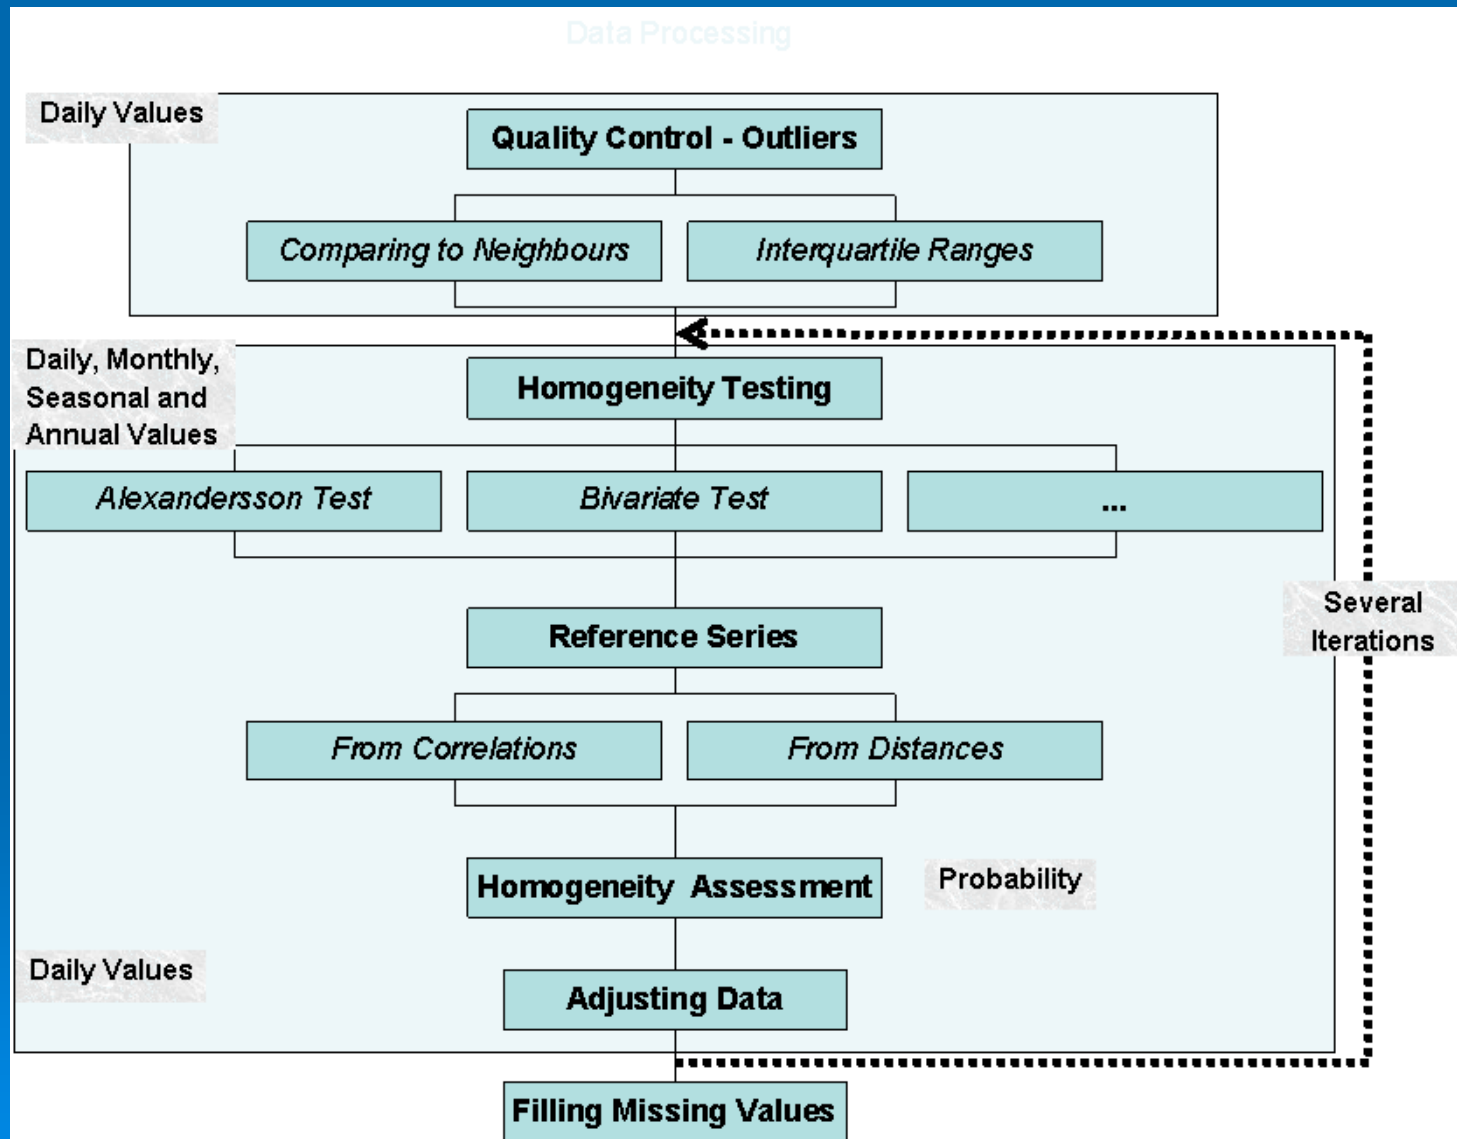 Data Processing
Daily Values
Quality Control - Outliers
Comparing to Neighbours
Interquartile Ranges
Daily, Monthly,
Seasonal and
Annual Values
Homogeneity Testing
Alexandersson Test
Bivariate Test
...
Reference Series
Several
Iterations
From Correlations
From Distances
Homogeneity Assessment
Probability
Daily Values
Adjusting Data
Filling Missing Values